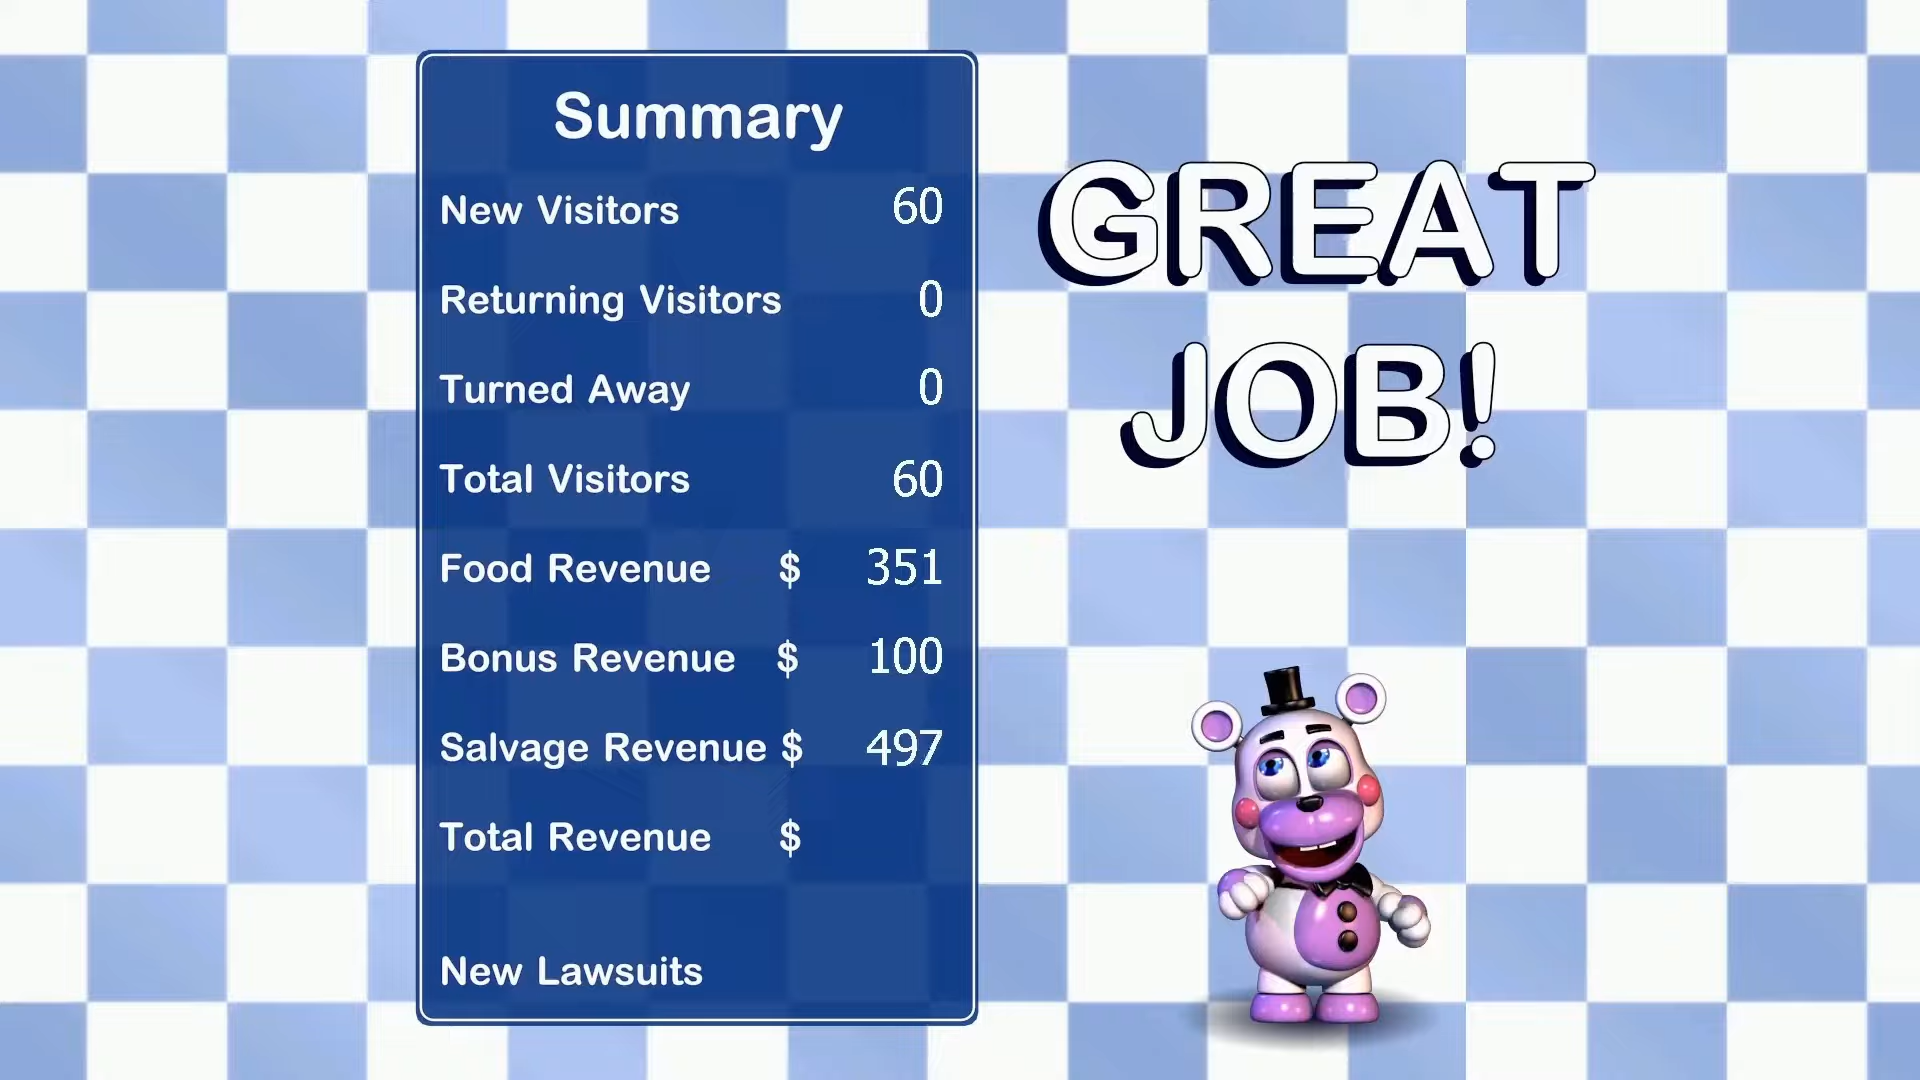 Summary
New Visitors 60
Returning Visitors 0
Turned Away 0
Total Visitors 60
Food Revenue $ 351
Bonus Revenue $ 100
Salvage Revenue $ 497
Total Revenue $
New Lawsuits
GREAT
JOB!